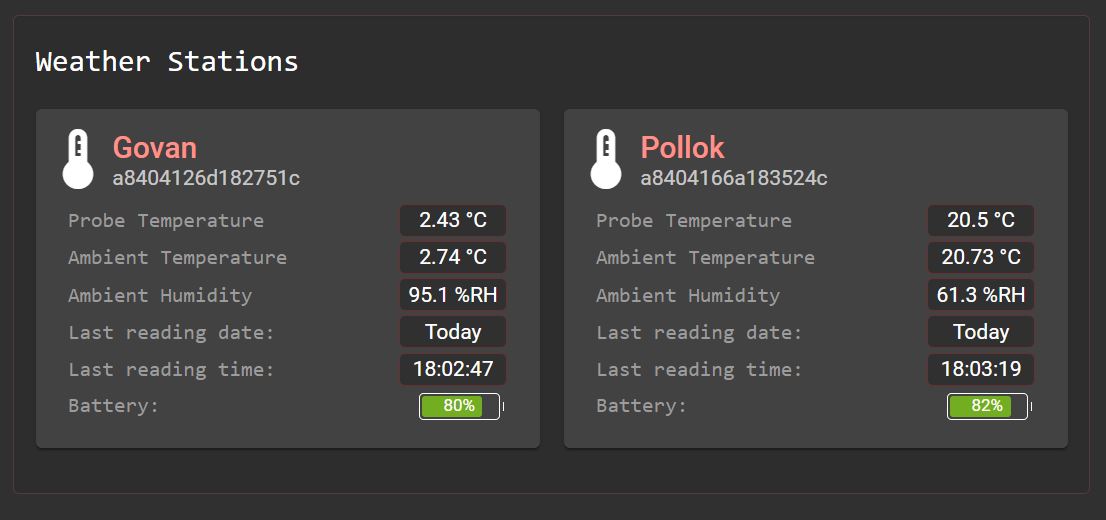 Weather Stations
Govan
a8404126d182751c
Probe Temperature 2.43 °C
Ambient Temperature 2.74 °C
Ambient Humidity 95.1 %RH
Last reading date: Today
Last reading time: 18:02:47
Battery: 80%
Pollok
a8404166a183524c
Probe Temperature 20.5 °C
Ambient Temperature 20.73 °C
Ambient Humidity 61.3 %RH
Last reading date: Today
Last reading time: 18:03:19
Battery: 82%